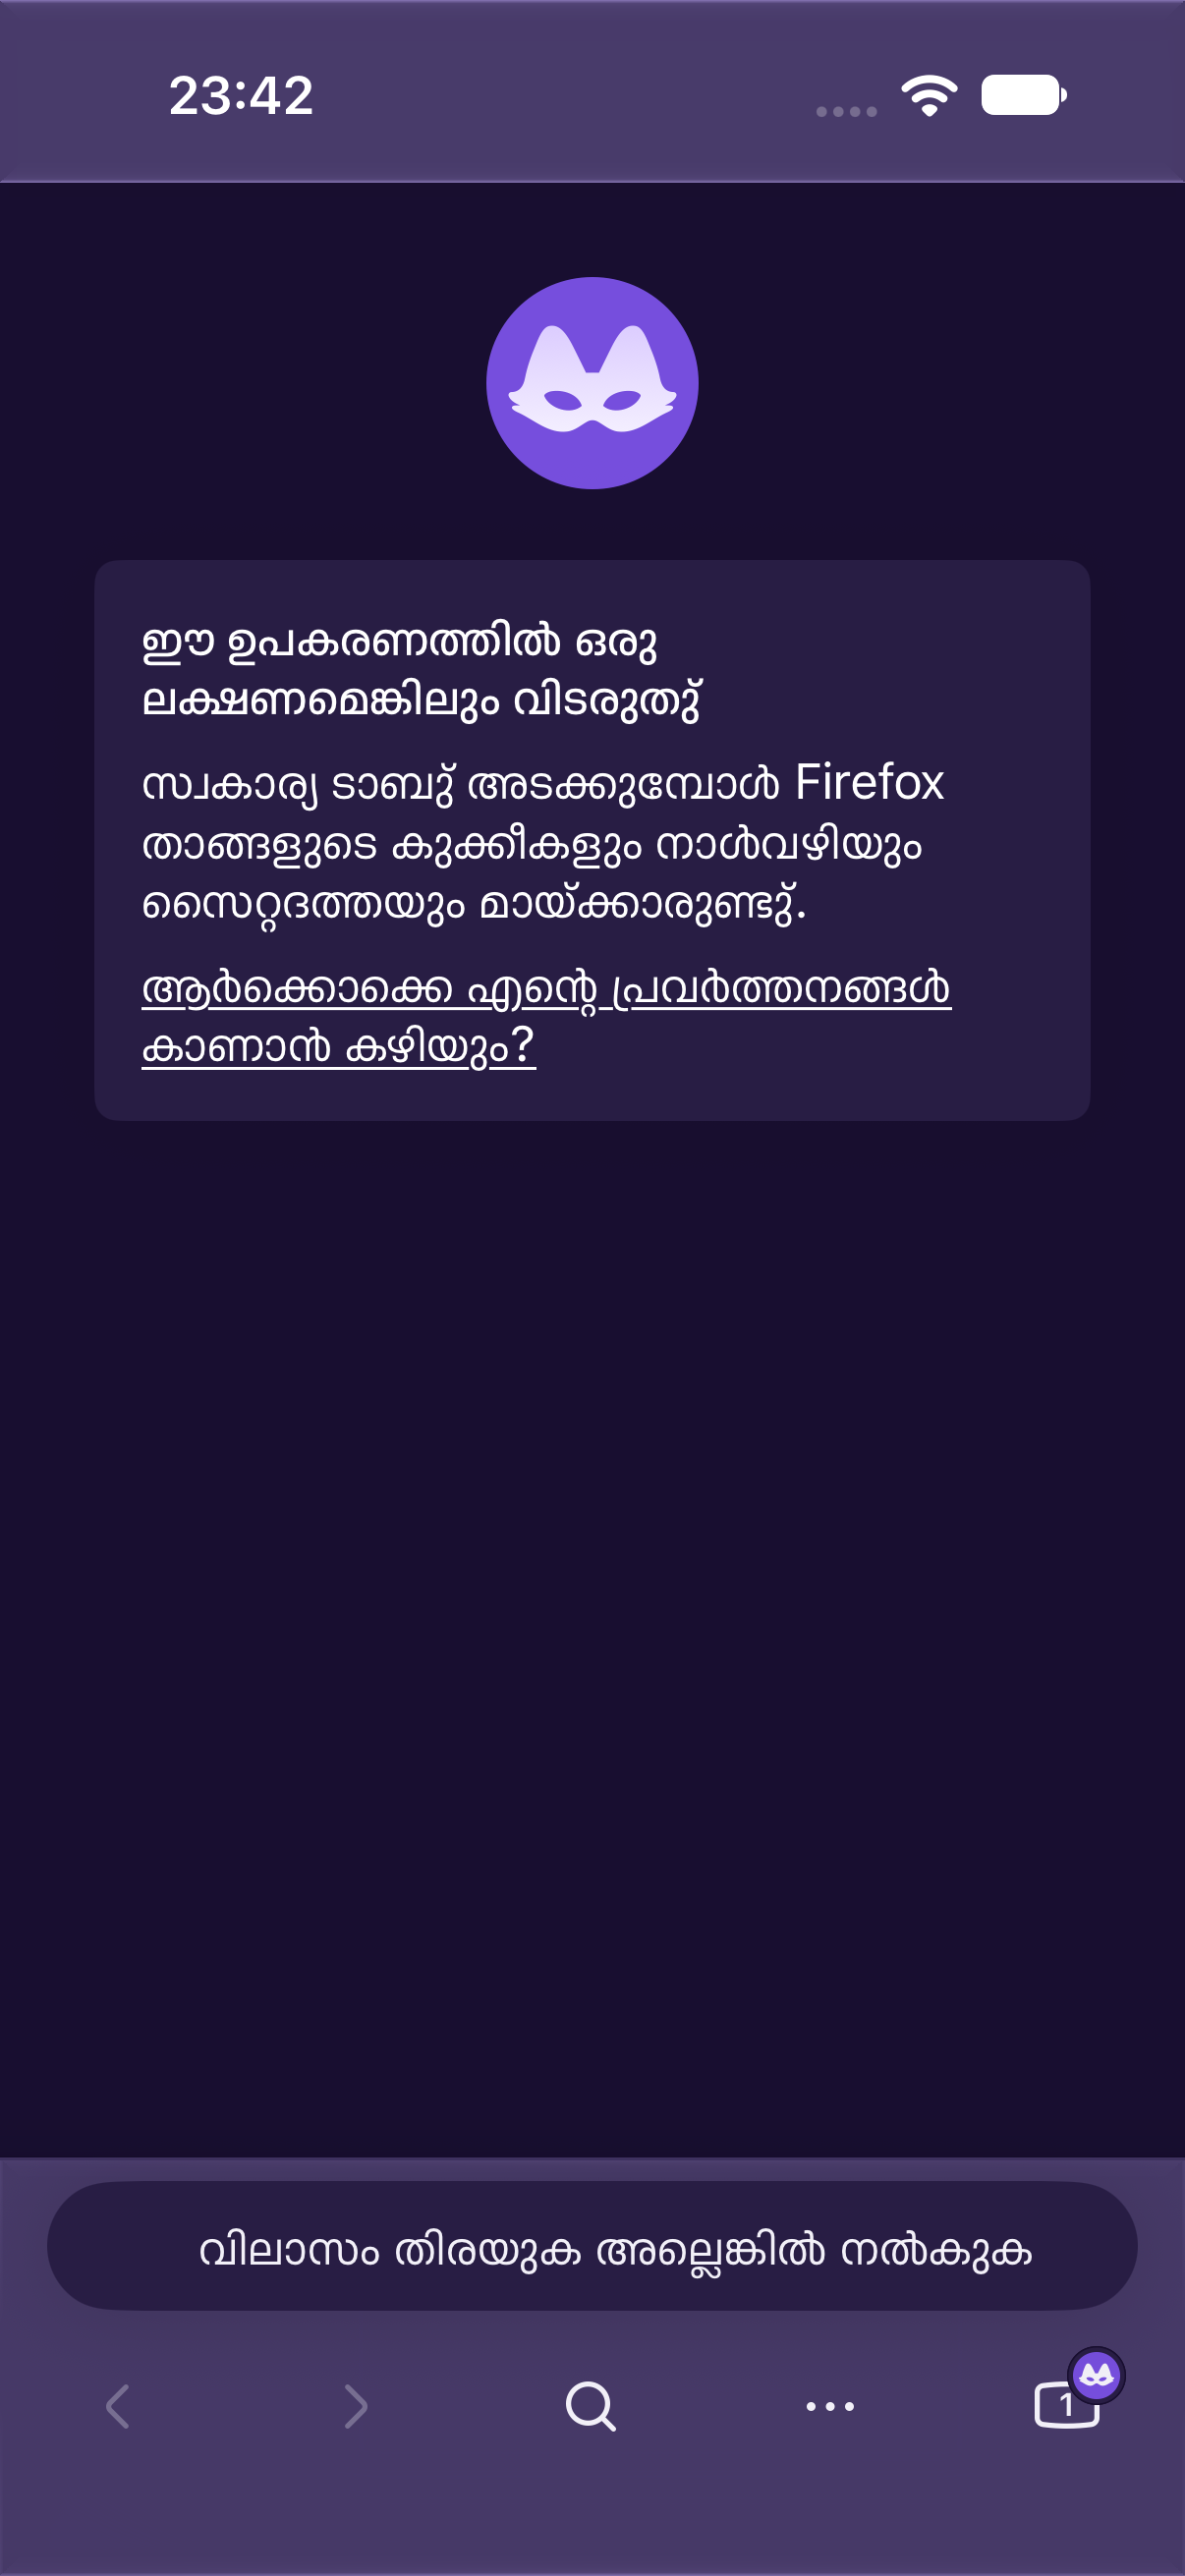 23:42
ഈ ഉപകരണത്തിൽ ഒരു
ലക്ഷണമെങ്കിലും വിടരുതു്
സ്വകാര്യ ടാബു് അടക്കുമ്പോൾ Firefox
താങ്ങളുടെ കുക്കീകളും നാൾവഴിയും
സൈറ്റദത്തയും മായ്ക്കാരുണ്ടു്.
ആർക്കൊക്കെ എന്റെ പ്രവർത്തനങ്ങൾ
കാണാൻ കഴിയും?
വിലാസം തിരയുക അല്ലെങ്കിൽ നൽകുക
1